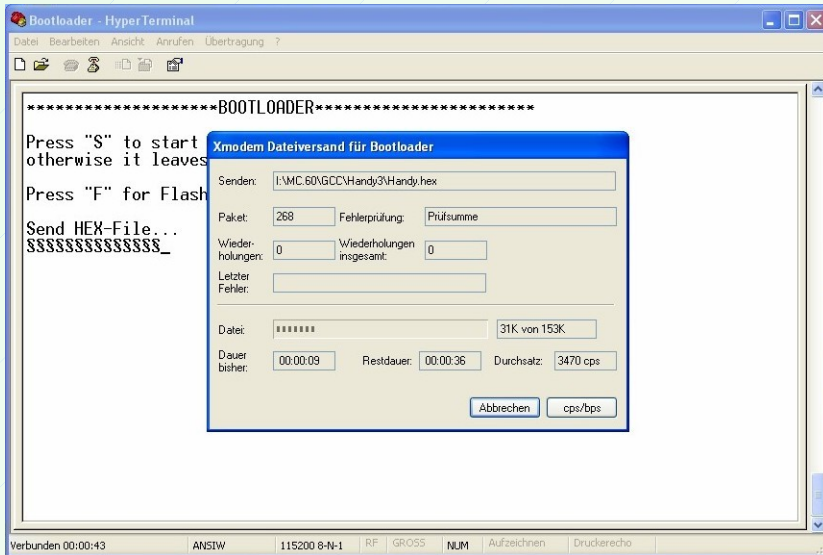 Bootloader - HyperTerminal
Datei Bearbeiten Ansicht Anrufen Übertragung ?
********************BOOTLOADER***********************
Press "S" to start
otherwise it leaves
Press "F" for Flash
Send HEX-File...
§§§§§§§§§§§§§§_
Xmodem Dateiversand für Bootloader
Senden: I:\MC.60\GCC\Handy3\Handy.hex
Paket: 268 Fehlerprüfung: Prüfsumme
Wieder-
holungen: 0 Wiederholungen
insgesamt: 0
Letzter
Fehler:
Datei: 31K von 153K
Dauer
bisher: 00:00:09 Restdauer: 00:00:36 Durchsatz: 3470 cps
Abbrechen cps/bps
Verbunden 00:00:43 ANSIW 115200 8-N-1 RF GROSS NUM Aufzeichnen Druckerecho